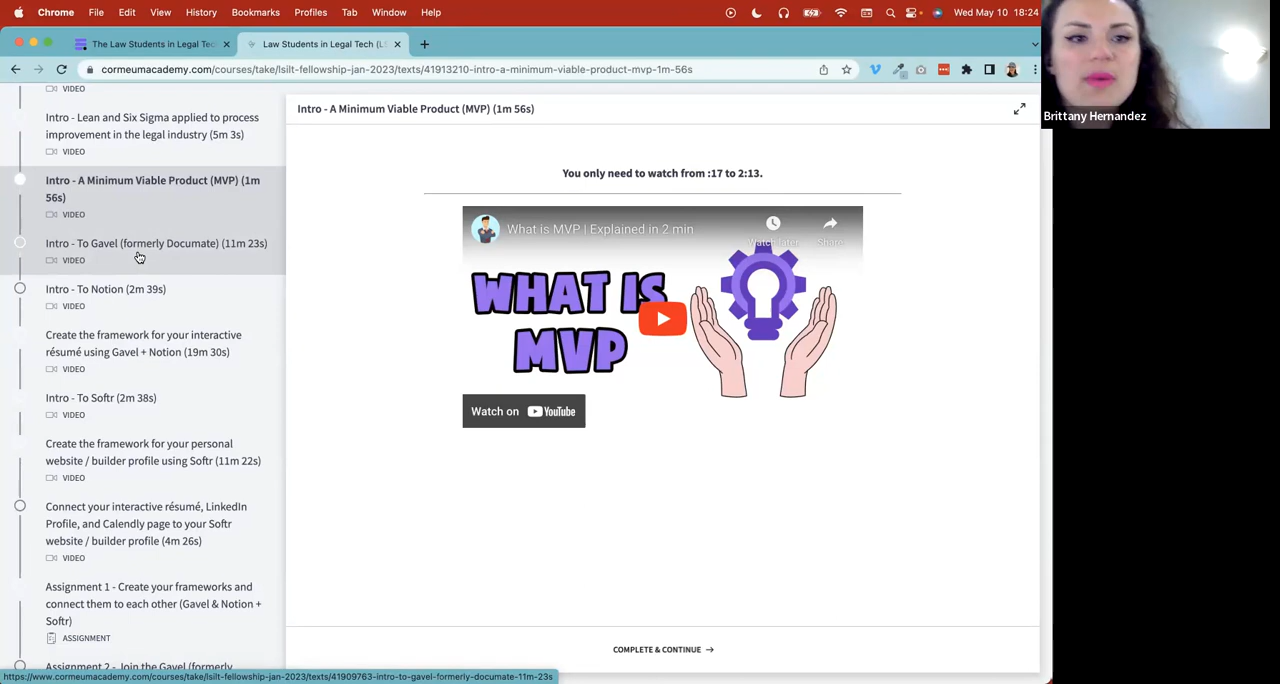 Chrome File Edit View History Bookmarks Profiles Tab Window Help Wed May 10 18:24
The Law Students in Legal Tec Law Students in Legal Tech (L
cormeumacademy.com/courses/take/lsilt-fellowship-jan-2023/texts/41913210-intro-a-minimum-viable-product-mvp-1m-56s
Brittany Hernandez
VIDEO
Intro - Lean and Six Sigma applied to process
improvement in the legal industry (5m 3s)
VIDEO
Intro - A Minimum Viable Product (MVP) (1m
56s)
VIDEO
Intro - To Gavel (formerly Documate) (11m 23s)
VIDEO
Intro - To Notion (2m 39s)
VIDEO
Create the framework for your interactive
résumé using Gavel + Notion (19m 30s)
VIDEO
Intro - To Softr (2m 38s)
VIDEO
Create the framework for your personal
website / builder profile using Softr (11m 22s)
VIDEO
Connect your interactive résumé, LinkedIn
Profile, and Calendly page to your Softr
website / builder profile (4m 26s)
VIDEO
Assignment 1 - Create your frameworks and
connect them to each other (Gavel & Notion +
Softr)
ASSIGNMENT
Assignment 2 - Join the Gavel (formerly
Intro - A Minimum Viable Product (MVP) (1m 56s)
You only need to watch from :17 to 2:13.
What is MVP | Explained in 2 min
Watch later Share
WHAT IS
MVP
Watch on YouTube
COMPLETE & CONTINUE →
https://www.cormeumacademy.com/courses/take/lsilt-fellowship-jan-2023/texts/41909763-intro-to-gavel-formerly-documate-11m-23s